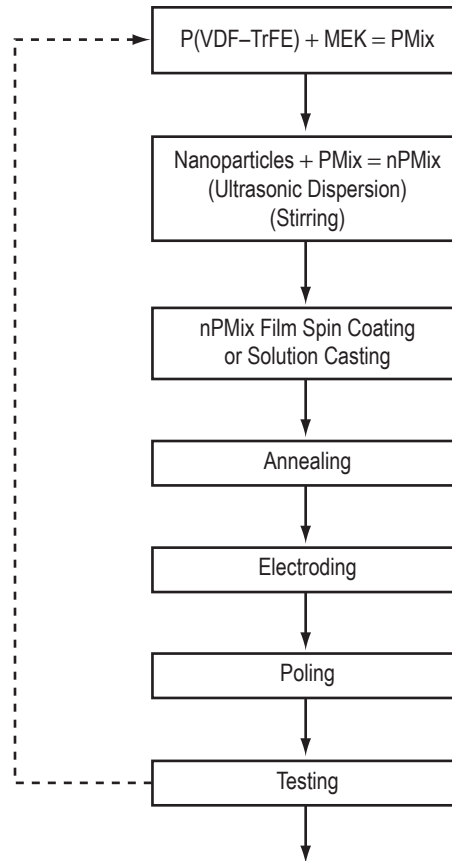 P(VDF–TrFE) + MEK = PMix
Nanoparticles + PMix = nPMix
(Ultrasonic Dispersion)
(Stirring)
nPMix Film Spin Coating
or Solution Casting
Annealing
Electroding
Poling
Testing